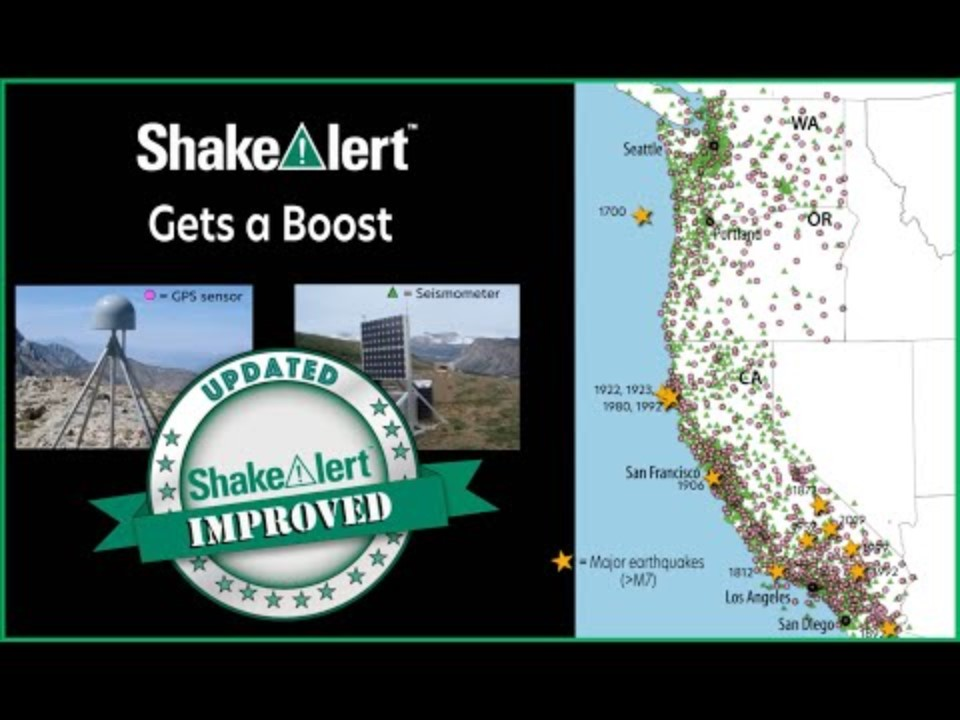 ShakeAlert™
Gets a Boost
= GPS sensor
= Seismometer
UPDATED
ShakeAlert™
IMPROVED
WA
Seattle
1700
OR
Portland
CA
1922, 1923,
1980, 1992
San Francisco
1906
= Major earthquakes
(>M7)
1812
1992
Los Angeles
San Diego